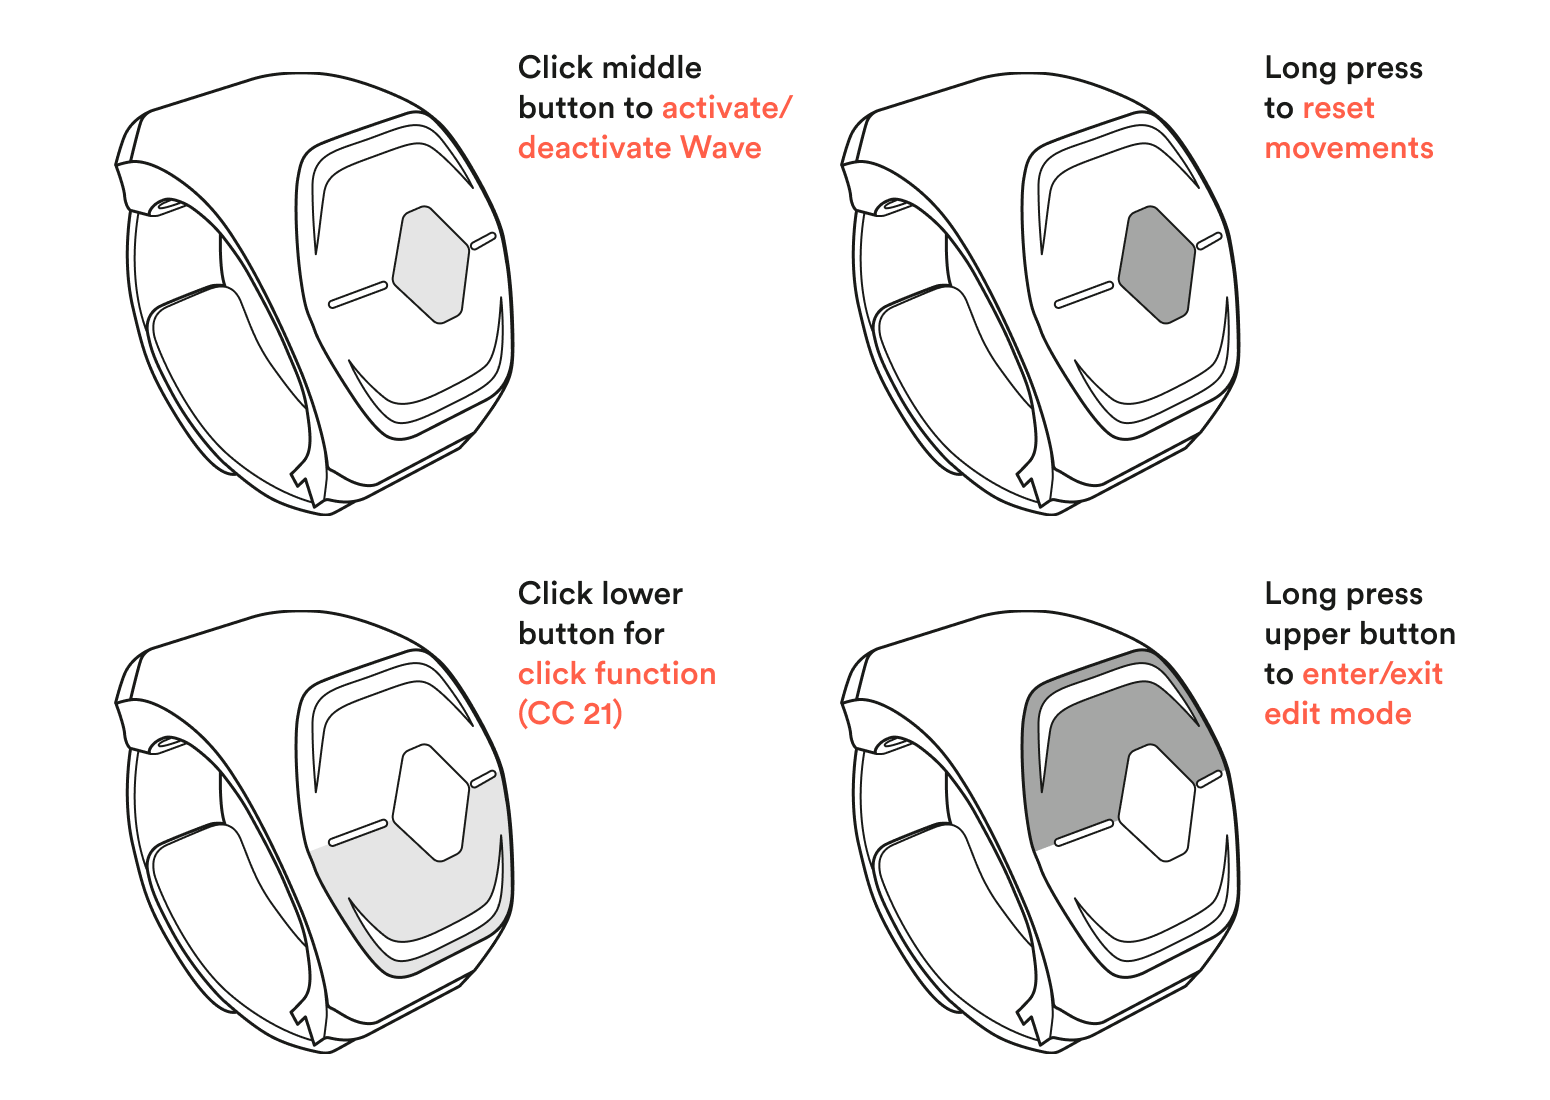 Click middle
button to activate/
deactivate Wave
Long press
to reset
movements
Click lower
button for
click function
(CC 21)
Long press
upper button
to enter/exit
edit mode